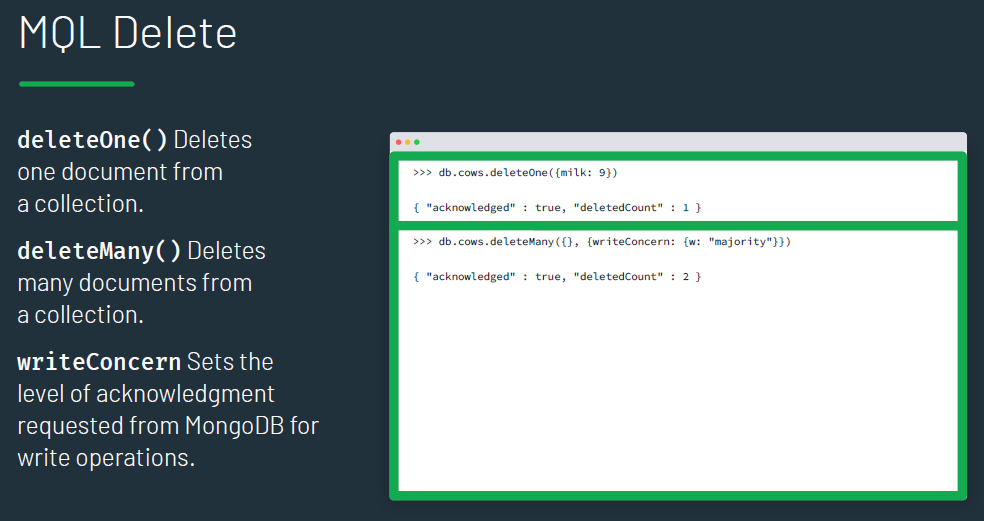 MQL Delete
deleteOne() Deletes
one document from
a collection.
deleteMany() Deletes
many documents from
a collection.
writeConcern Sets the
level of acknowledgment
requested from MongoDB for
write operations.
>>> db.cows.deleteOne({milk: 9})
{ "acknowledged" : true, "deletedCount" : 1 }
>>> db.cows.deleteMany({}, {writeConcern: {w: "majority"}})
{ "acknowledged" : true, "deletedCount" : 2 }